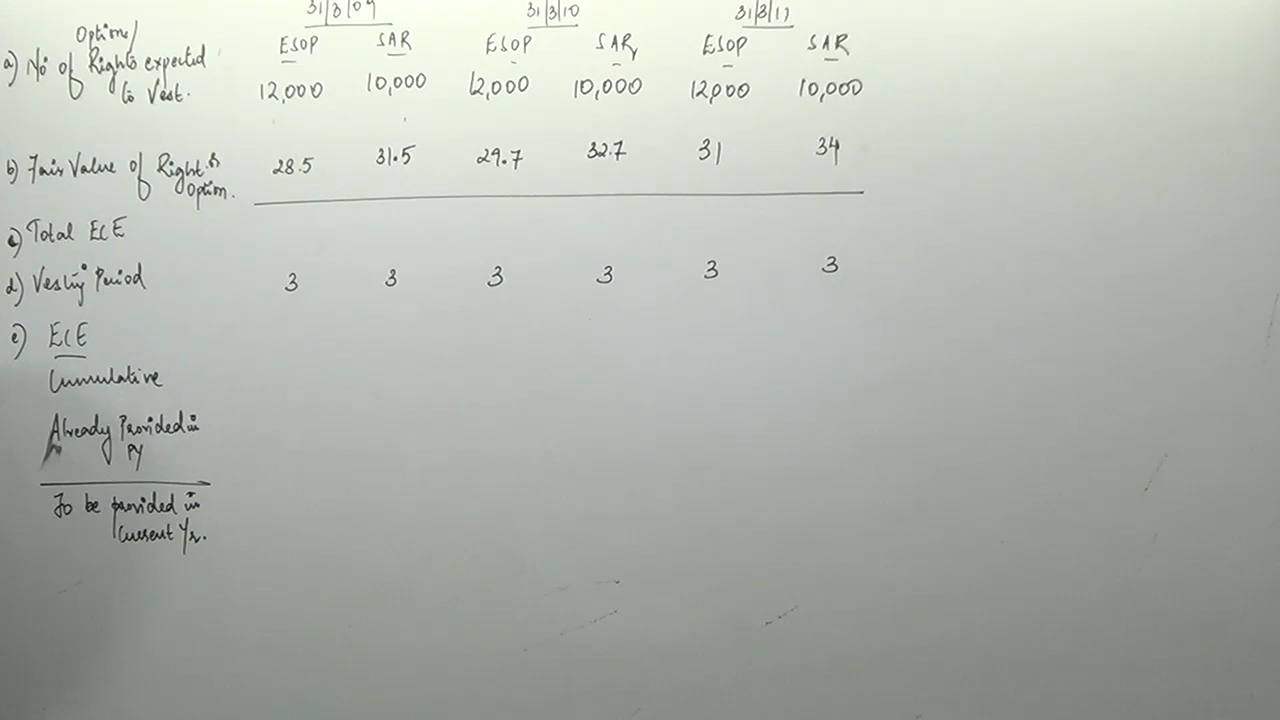 31/3/09 31/3/10 31/3/11
Options/ ESOP SAR ESOP SAR ESOP SAR
a) No of Rights expected
to Vest. 12,000 10,000 12,000 10,000 12,000 10,000
b) Fair Value of Right &
Option. 28.5 31.5 29.7 32.7 31 34
c) Total ECE
d) Vesting Period 3 3 3 3 3 3
e) ECE
Cumulative
Already Provided in
PY
To be provided in
Current Yr.